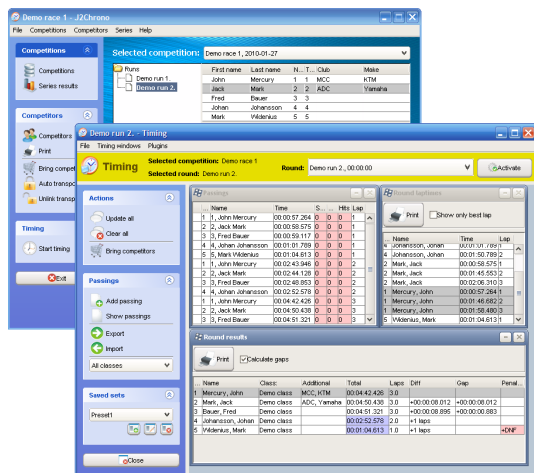 Demo race 1 - J2Chrono
File Competitions Competitors Series Help
Competitions
Competitions
Series results
Competitors
Competitors
Print
Bring compet
Auto transpo
Unlink transp
Timing
Start timing
Exit
Selected competition: Demo race 1, 2010-01-27
Runs
Demo run 1.
Demo run 2.
First name Last name N... T... Club Make
John Mercury 1 1 MCC KTM
Jack Mark 2 2 ADC Yamaha
Fred Bauer 3 3
Johan Johansson 4 4
Mark Wildenius 5 5
Demo run 2. - Timing
File Timing windows Plugins
Timing
Selected competition: Demo race 1
Selected round: Demo run 2.
Round: Demo run 2., 00:00:00
Activate
Actions
Update all
Clear all
Bring competitors
Passings
Add passing
Show passings
Export
Import
All classes
Saved sets
Preset1
Close
Passings
... Name Time S... ... Hits Lap
1 1, John Mercury 00:00:57.264 0 0 0 1
2 2, Jack Mark 00:00:58.575 0 0 0 1
3 3, Fred Bauer 00:00:59.117 0 0 0 1
4 4, Johan Johansson 00:01:01.789 0 0 0 1
5 5, Mark Wildenius 00:01:04.613 0 0 0 1
1 1, John Mercury 00:02:43.946 0 0 0 2
2 2, Jack Mark 00:02:44.128 0 0 0 2
3 3, Fred Bauer 00:02:48.853 0 0 0 2
4 4, Johan Johansson 00:02:52.578 0 0 0 2
1 1, John Mercury 00:04:42.426 0 0 0 3
2 2, Jack Mark 00:04:50.438 0 0 0 3
3 3, Fred Bauer 00:04:51.321 0 0 0 3
Round laptimes
Print
Show only best lap
... Name Time Lap
4 Johansson, Johan 00:01:01.789 1
4 Johansson, Johan 00:01:50.789 2
2 Mark, Jack 00:00:58.575 1
2 Mark, Jack 00:01:45.553 2
2 Mark, Jack 00:02:06.310 3
1 Mercury, John 00:00:57.264 1
1 Mercury, John 00:01:46.682 2
1 Mercury, John 00:01:58.480 3
5 Wildenius, Mark 00:01:04.613 1
Round results
Print
Calculate gaps
... Name Class: Additional Total Laps Diff Gap Penal...
1 Mercury, John Demo class MCC, KTM 00:04:42.426 3.0
2 Mark, Jack Demo class ADC, Yamaha 00:04:50.438 3.0 +00:00:08.012 +00:00:08.012
3 Bauer, Fred Demo class 00:04:51.321 3.0 +00:00:08.895 +00:00:00.883
4 Johansson, Johan Demo class 00:02:52.578 2.0 +1 laps
5 Wildenius, Mark Demo class 00:01:04.613 1.0 +1 laps +DNF